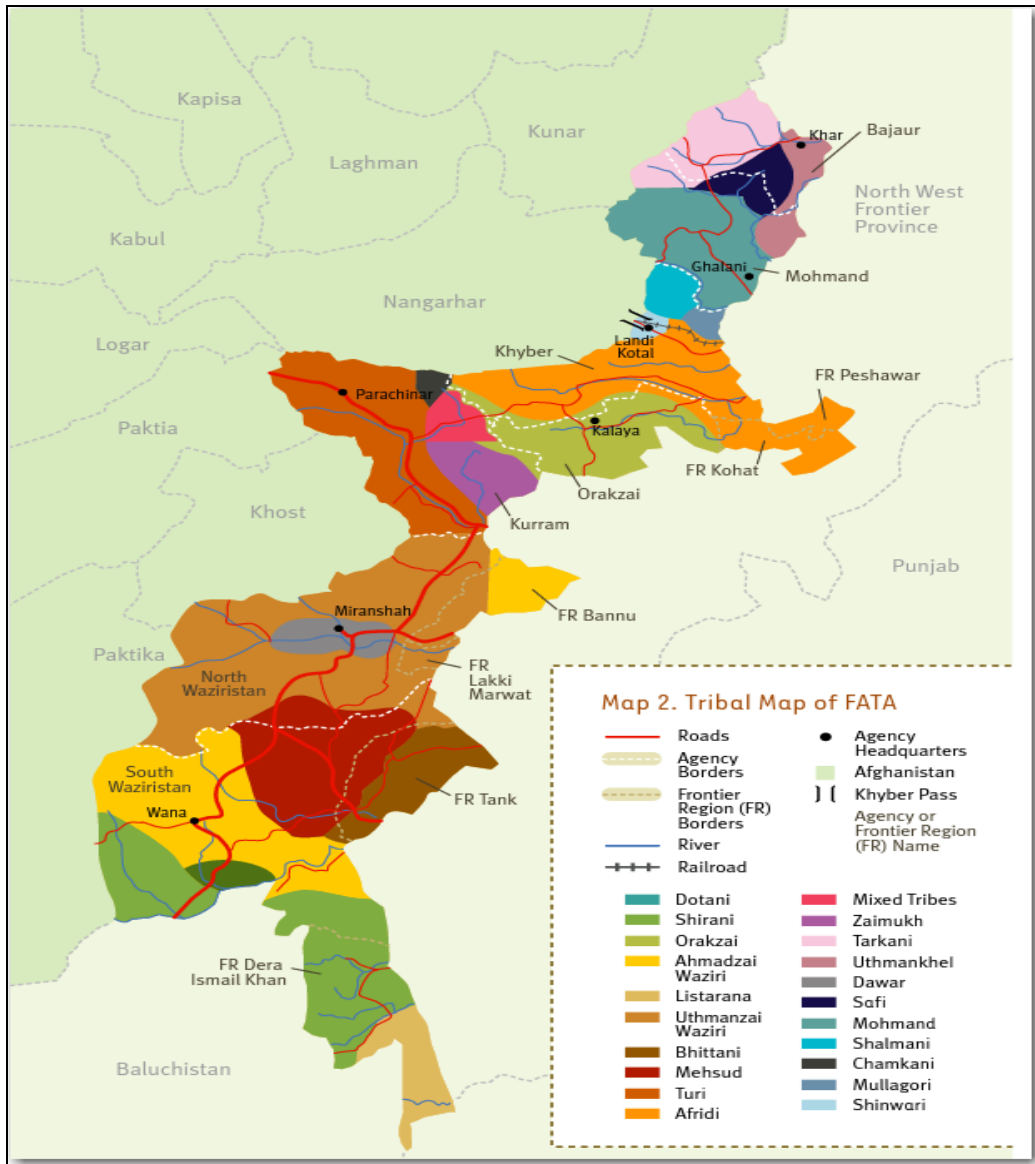 Kapisa
Kunar
Laghman
Khar
Bajaur
North West
Frontier
Province
Kabul
Ghalani
Mohmand
Nangarhar
Logar
Landi
Kotal
Khyber
FR Peshawar
Parachinar
Paktia
Kalaya
FR Kohat
Orakzai
Khost
Kurram
Punjab
Miranshah
FR Bannu
Paktika
North
Waziristan
FR
Lakki
Marwat
South
Waziristan
FR Tank
Wana
FR Dera
Ismail Khan
Baluchistan
Map 2. Tribal Map of FATA
Roads
Agency
Borders
Frontier
Region (FR)
Borders
River
Railroad
Agency
Headquarters
Afghanistan
Khyber Pass
Agency or
Frontier Region
(FR) Name
Dotani
Shirani
Orakzai
Ahmadzai
Waziri
Listarana
Uthmanzai
Waziri
Bhittani
Mehsud
Turi
Afridi
Mixed Tribes
Zaimukh
Tarkani
Uthmankhel
Dawar
Safi
Mohmand
Shalmani
Chamkani
Mullagori
Shinwari